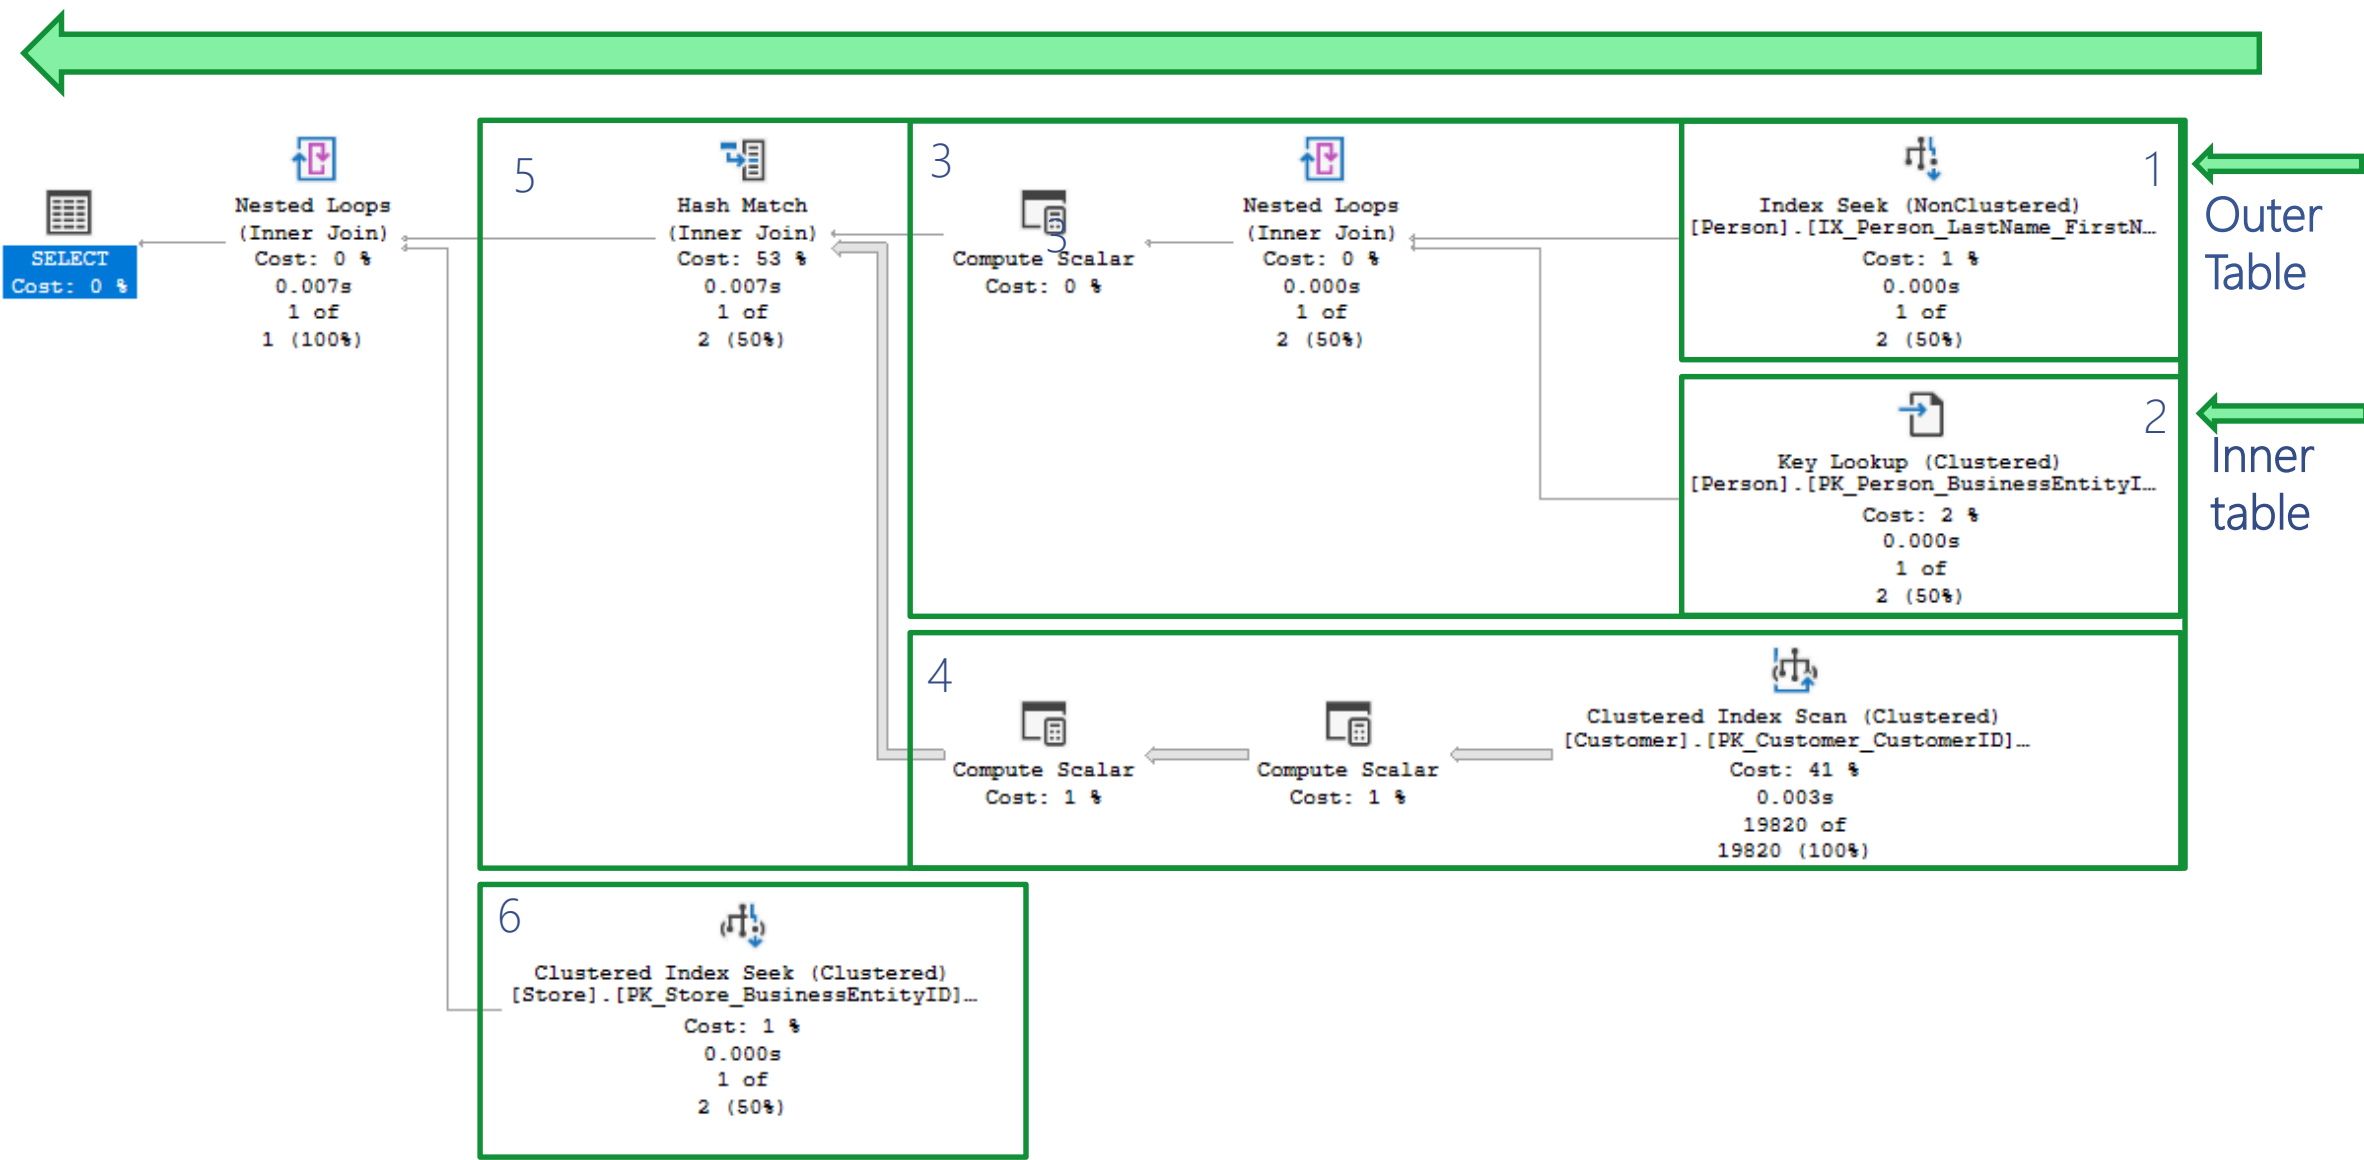 5
3
1
Nested Loops
(Inner Join)
Cost: 0 %
0.007s
1 of
1 (100%)
SELECT
Cost: 0 %
Hash Match
(Inner Join)
Cost: 53 %
0.007s
1 of
2 (50%)
3
Compute Scalar
Cost: 0 %
Nested Loops
(Inner Join)
Cost: 0 %
0.000s
1 of
2 (50%)
Index Seek (NonClustered)
[Person].[IX_Person_LastName_FirstN…
Cost: 1 %
0.000s
1 of
2 (50%)
Outer
Table
2
Key Lookup (Clustered)
[Person].[PK_Person_BusinessEntityI…
Cost: 2 %
0.000s
1 of
2 (50%)
Inner
table
4
Compute Scalar
Cost: 1 %
Compute Scalar
Cost: 1 %
Clustered Index Scan (Clustered)
[Customer].[PK_Customer_CustomerID]…
Cost: 41 %
0.003s
19820 of
19820 (100%)
6
Clustered Index Seek (Clustered)
[Store].[PK_Store_BusinessEntityID]…
Cost: 1 %
0.000s
1 of
2 (50%)